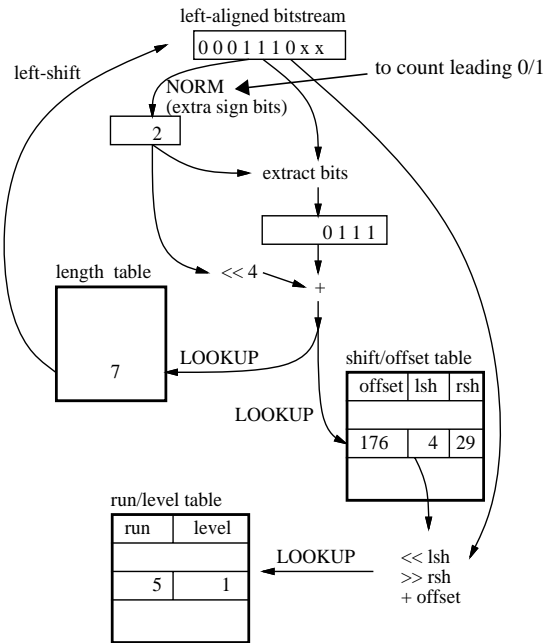 left-aligned bitstream
0 0 0 1 1 1 0 x x
left-shift
to count leading 0/1
NORM
(extra sign bits)
2
extract bits
0 1 1 1
length table
<< 4
+
7
LOOKUP
shift/offset table
offset lsh rsh
LOOKUP
176 4 29
run/level table
run level
LOOKUP
5 1
<< lsh
>> rsh
+ offset